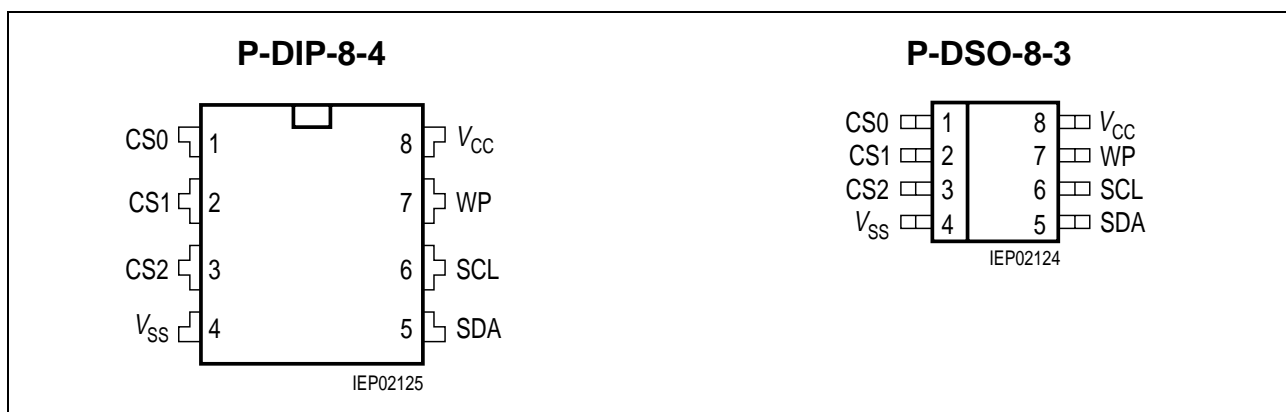 P-DIP-8-4
CS0 1 8 VCC
CS1 2 7 WP
CS2 3 6 SCL
VSS 4 5 SDA
IEP02125
P-DSO-8-3
CS0 1 8 VCC
CS1 2 7 WP
CS2 3 6 SCL
VSS 4 5 SDA
IEP02124